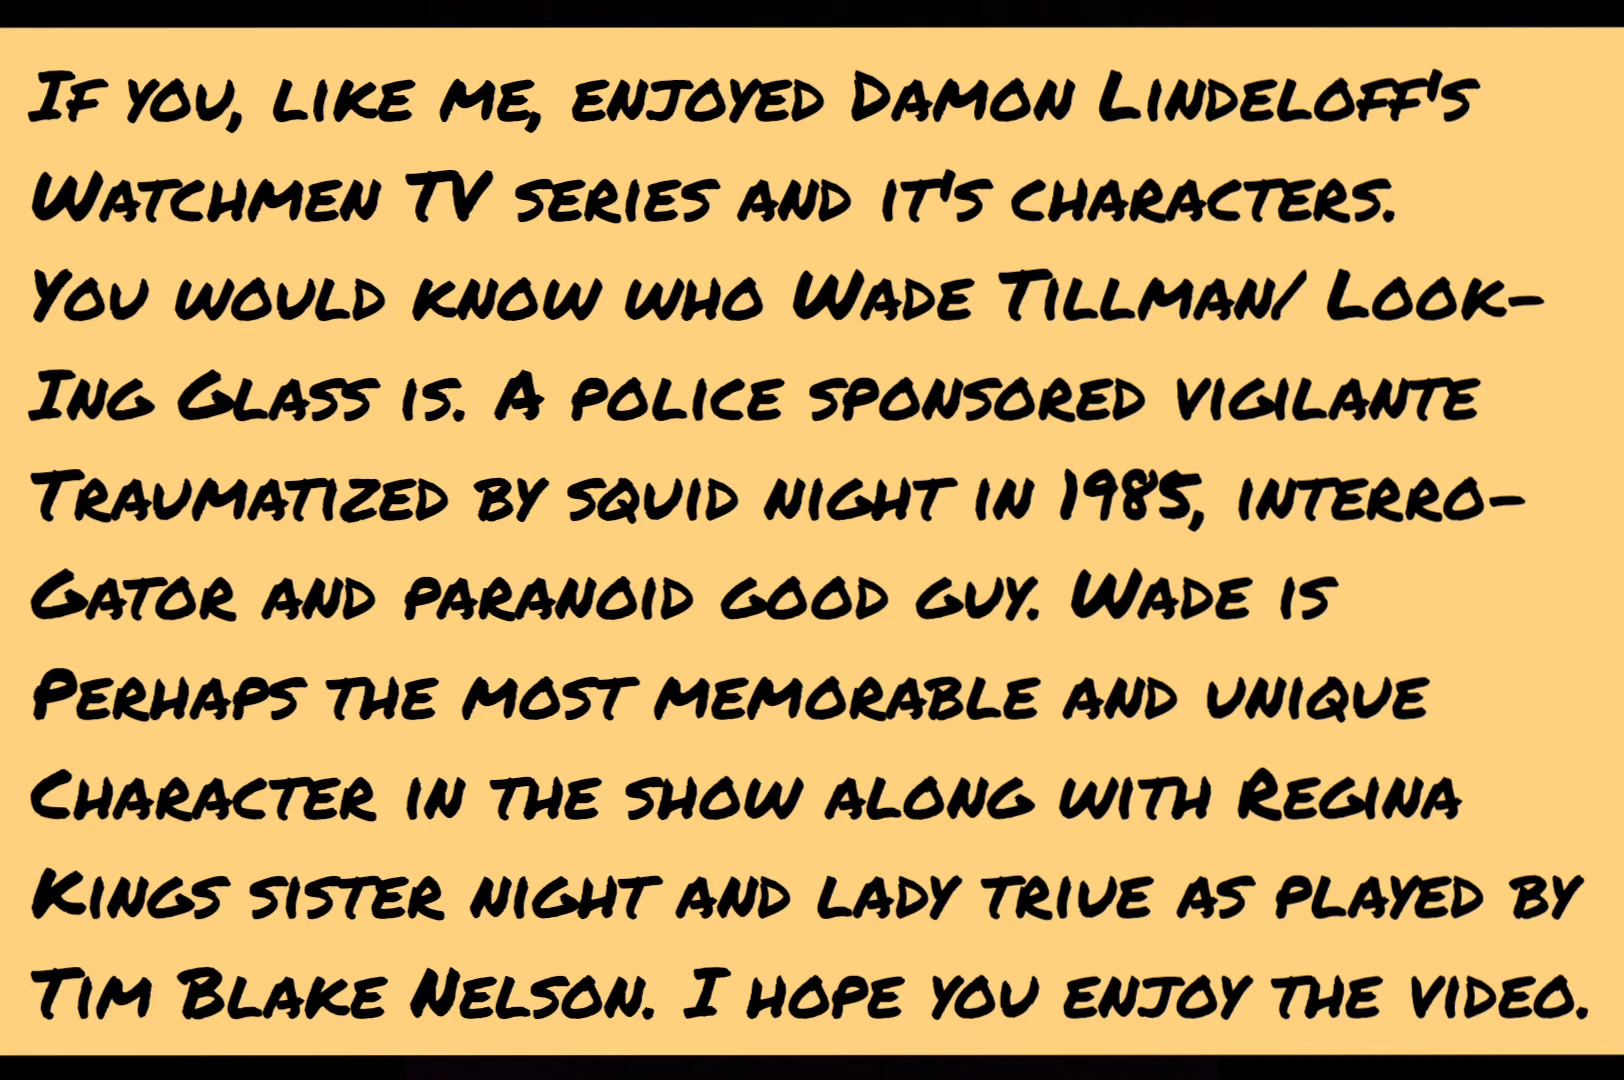 If you, like me, enjoyed Damon Lindeloff's
Watchmen TV series and it's characters.
You would know who Wade Tillman/ Look-
Ing Glass is. A police sponsored vigilante
Traumatized by squid night in 1985, interro-
Gator and paranoid good guy. Wade is
Perhaps the most memorable and unique
Character in the show along with Regina
Kings sister night and lady triue as played by
Tim Blake Nelson. I hope you enjoy the video.